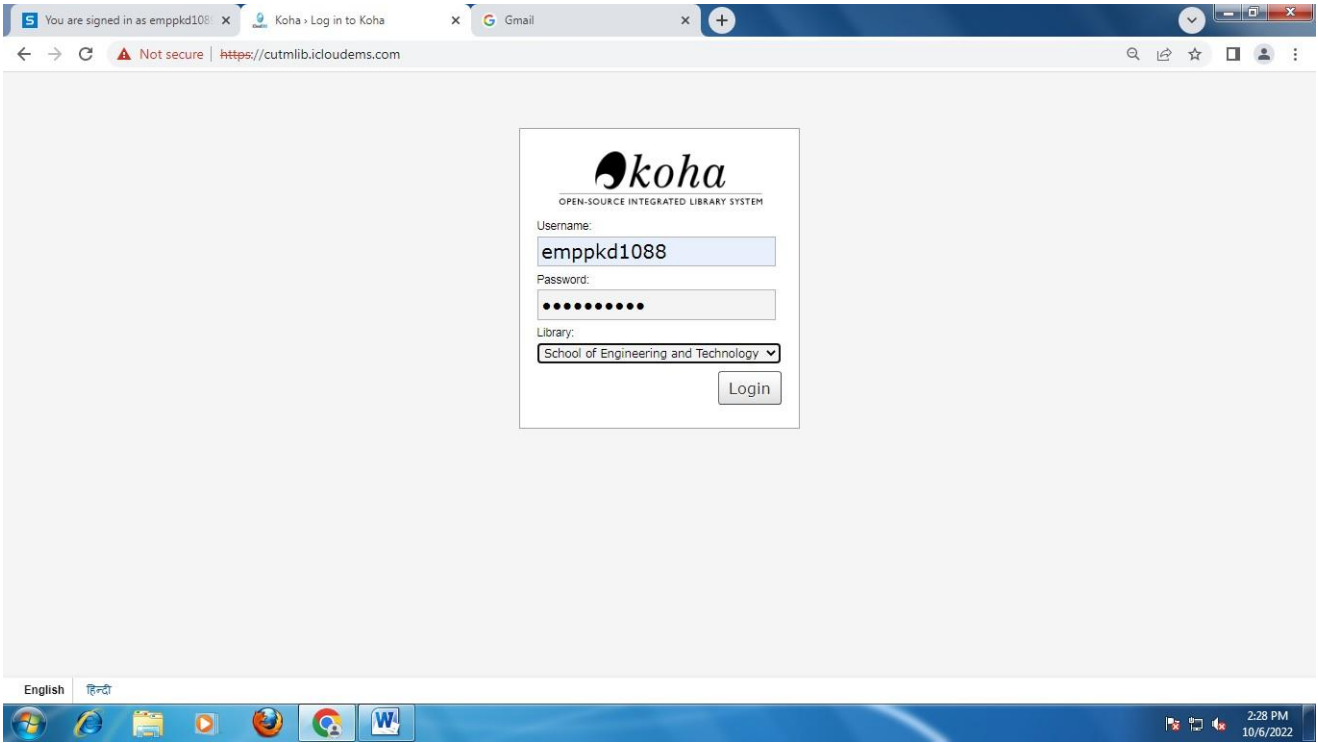 You are signed in as emppkd108
Koha › Log in to Koha
Gmail
Not secure
https://cutmlib.icloudems.com
koha
OPEN-SOURCE INTEGRATED LIBRARY SYSTEM
Username:
emppkd1088
Password:
Library:
School of Engineering and Technology
Login
English
हिन्दी
2:28 PM
10/6/2022